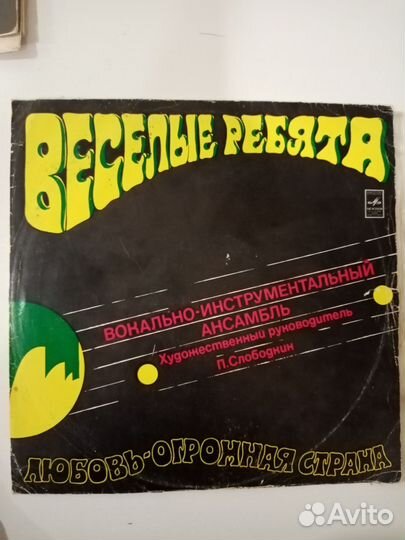 ВЕСЕЛЫЕ РЕБЯТА
ВОКАЛЬНО-ИНСТРУМЕНТАЛЬНЫЙ
АНСАМБЛЬ
Художественный руководитель
П.Слободкин
ЛЮБОВЬ-ОГРОМНАЯ СТРАНА
Avito